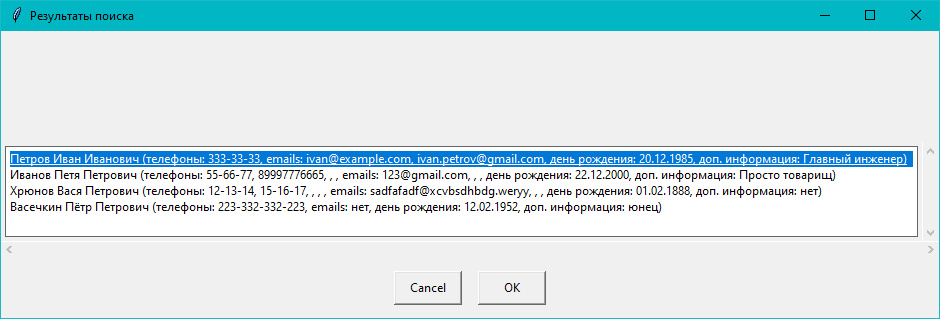 Результаты поиска
Петров Иван Иванович (телефоны: 333-33-33, emails: ivan@example.com, ivan.petrov@gmail.com, день рождения: 20.12.1985, доп. информация: Главный инженер)
Иванов Петя Петрович (телефоны: 55-66-77, 89997776665, , , emails: 123@gmail.com, , , день рождения: 22.12.2000, доп. информация: Просто товарищ)
Хрюнов Вася Петрович (телефоны: 12-13-14, 15-16-17, , , , emails: sadfafadf@xcvbsdhbdg.weryy, , , день рождения: 01.02.1888, доп. информация: нет)
Васечкин Пётр Петрович (телефоны: 223-332-332-223, emails: нет, день рождения: 12.02.1952, доп. информация: юнец)
Cancel OK